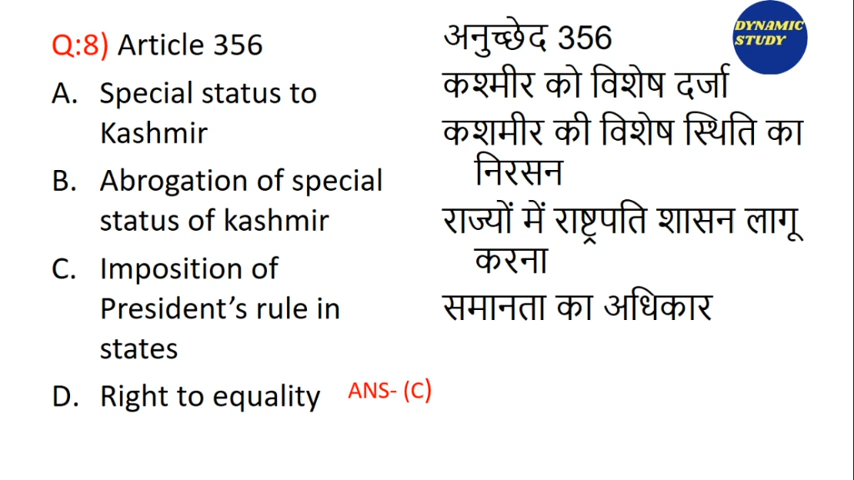 Q:8) Article 356
A. Special status to
Kashmir
B. Abrogation of special
status of kashmir
C. Imposition of
President's rule in
states
D. Right to equality
ANS- (C)
अनुच्छेद 356
कश्मीर को विशेष दर्जा
कशमीर की विशेष स्थिति का
निरसन
राज्यों में राष्ट्रपति शासन लागू
करना
समानता का अधिकार
DYNAMIC
STUDY